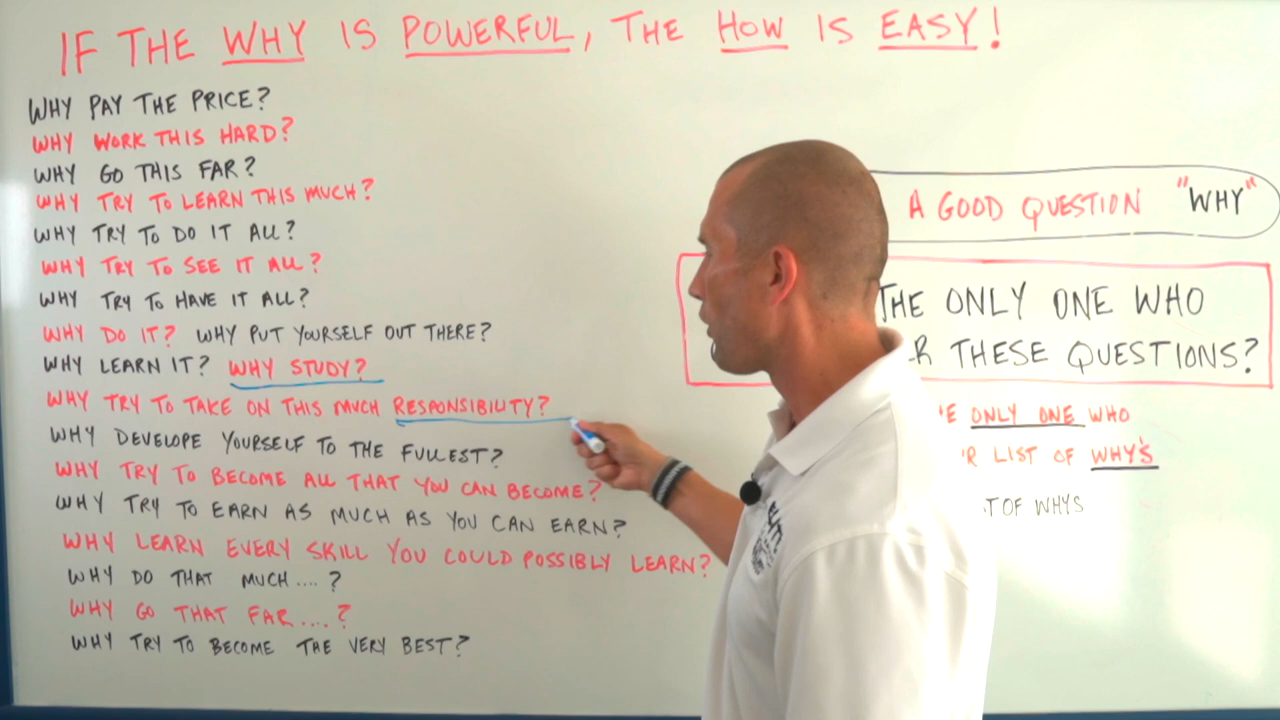 IF THE WHY IS POWERFUL, THE HOW IS EASY!
WHY PAY THE PRICE?
WHY WORK THIS HARD?
WHY GO THIS FAR?
WHY TRY TO LEARN THIS MUCH?
WHY TRY TO DO IT ALL?
WHY TRY TO SEE IT ALL?
WHY TRY TO HAVE IT ALL?
WHY DO IT? WHY PUT YOURSELF OUT THERE?
WHY LEARN IT? WHY STUDY?
WHY TRY TO TAKE ON THIS MUCH RESPONSIBILITY?
WHY DEVELOPE YOURSELF TO THE FULLEST?
WHY TRY TO BECOME ALL THAT YOU CAN BECOME?
WHY TRY TO EARN AS MUCH AS YOU CAN EARN?
WHY LEARN EVERY SKILL YOU COULD POSSIBLY LEARN?
WHY DO THAT MUCH....?
WHY GO THAT FAR....?
WHY TRY TO BECOME THE VERY BEST?
A GOOD QUESTION "WHY"
THE ONLY ONE WHO
R THESE QUESTIONS?
E ONLY ONE WHO
R LIST OF WHY'S
T OF WHYS